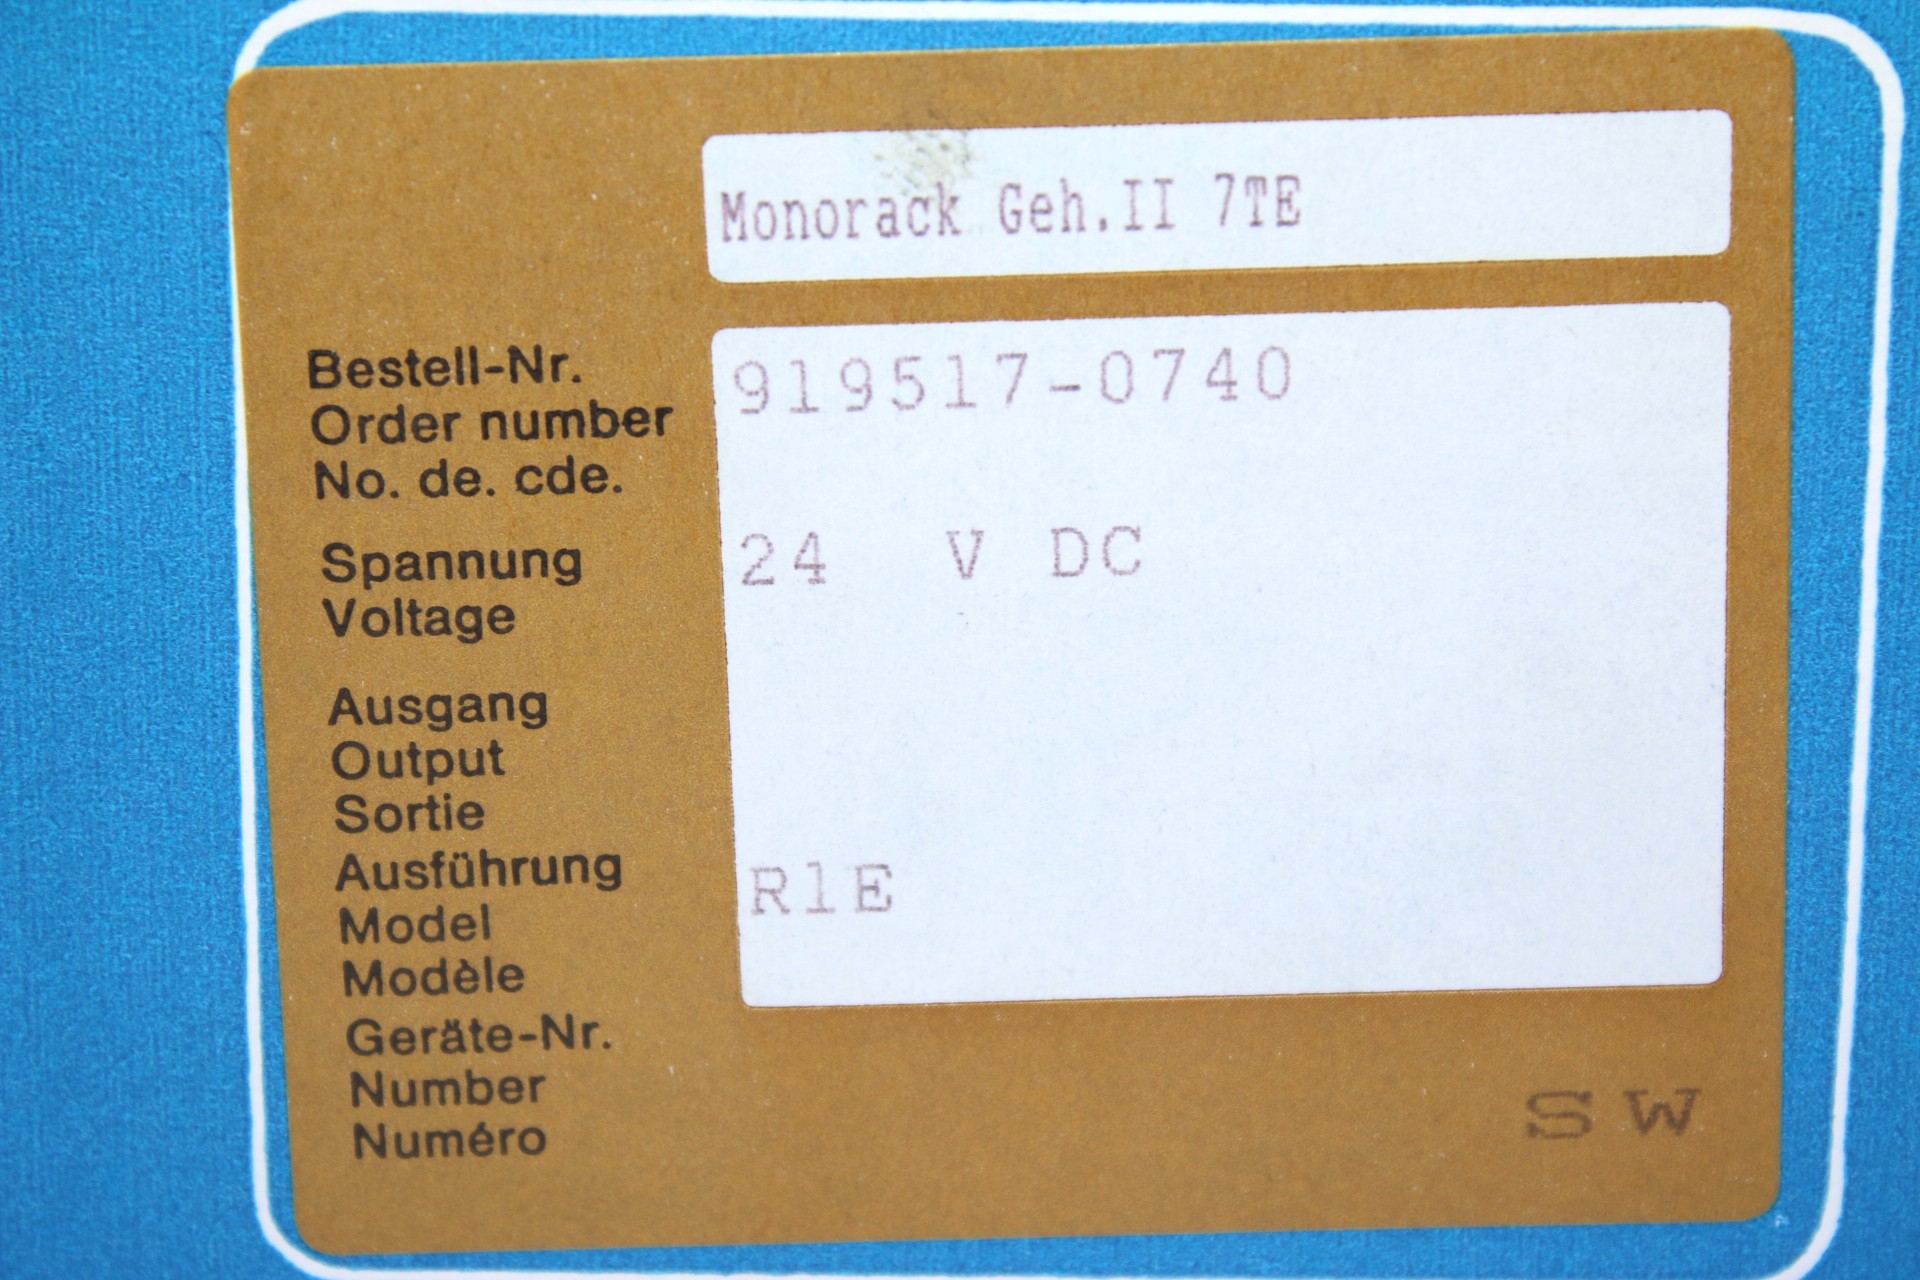 Monorack Geh.II 7TE
Bestell-Nr. 919517-0740
Order number
No. de. cde.
Spannung 24 V DC
Voltage
Ausgang
Output
Sortie
Ausführung R1E
Model
Modèle
Geräte-Nr.
Number
Numéro SW